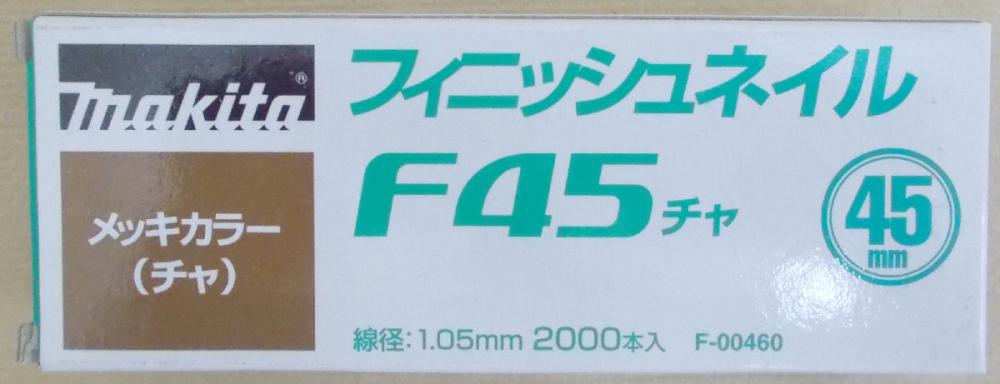 makita®
メッキカラー
(チャ)
フィニッシュネイル
F45チャ
45
mm
線径:1.05mm 2000本入 F-00460